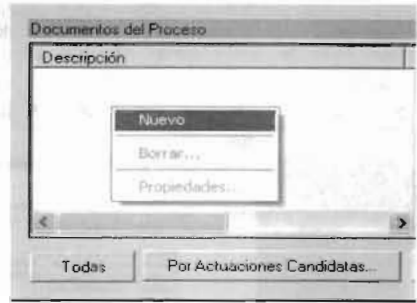 Documentos del Proceso
Descripción
Nuevo
Borrar...
Propiedades...
Todas
Por Actuaciones Candidatas...